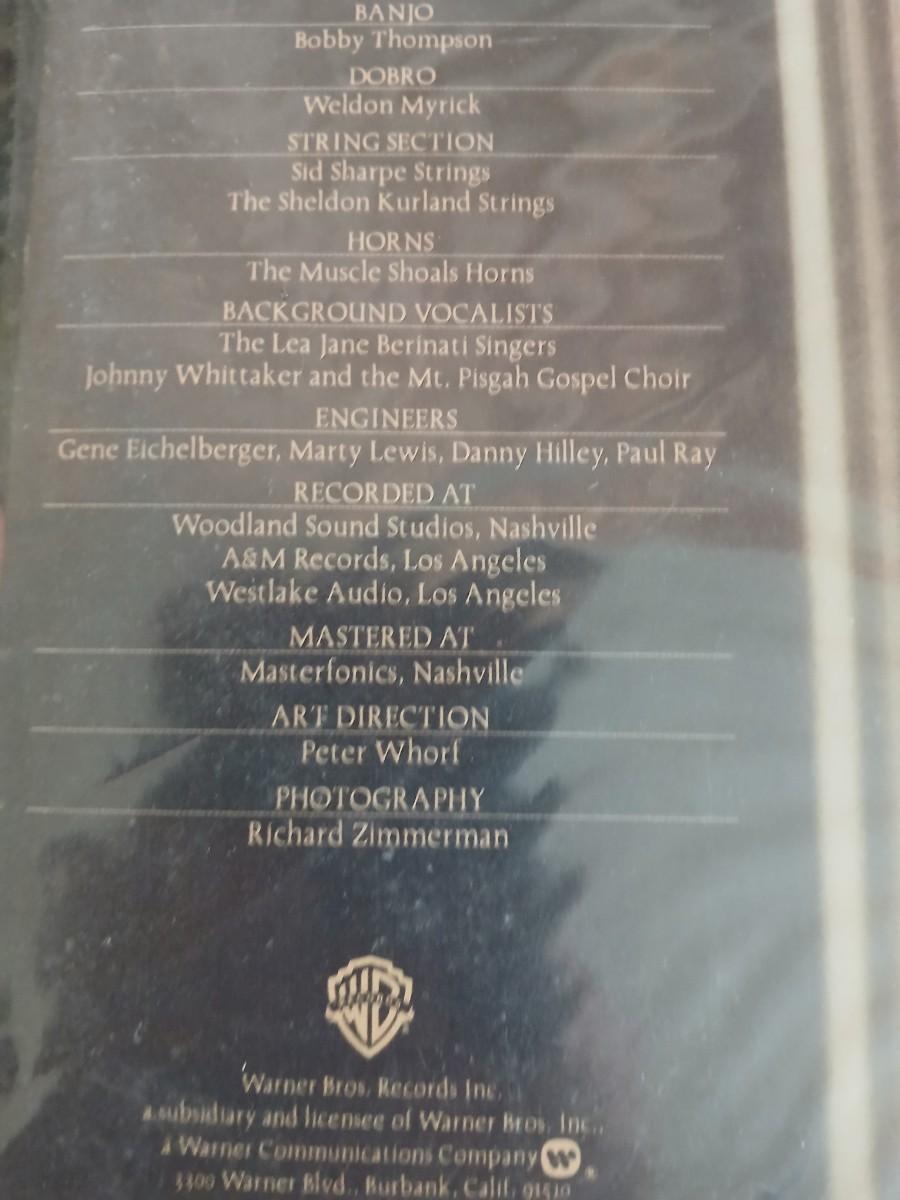 BANJO
Bobby Thompson
DOBRO
Weldon Myrick
STRING SECTION
Sid Sharpe Strings
The Sheldon Kurland Strings
HORNS
The Muscle Shoals Horns
BACKGROUND VOCALISTS
The Lea Jane Berinati Singers
Johnny Whittaker and the Mt. Pisgah Gospel Choir
ENGINEERS
Gene Eichelberger, Marty Lewis, Danny Hilley, Paul Ray
RECORDED AT
Woodland Sound Studios, Nashville
A&M Records, Los Angeles
Westlake Audio, Los Angeles
MASTERED AT
Masterfonics, Nashville
ART DIRECTION
Peter Whorf
PHOTOGRAPHY
Richard Zimmerman
WB
Warner Bros. Records Inc.
a subsidiary and licensee of Warner Bros. Inc.,
a Warner Communications Company
3300 Warner Blvd., Burbank, Calif. 91510